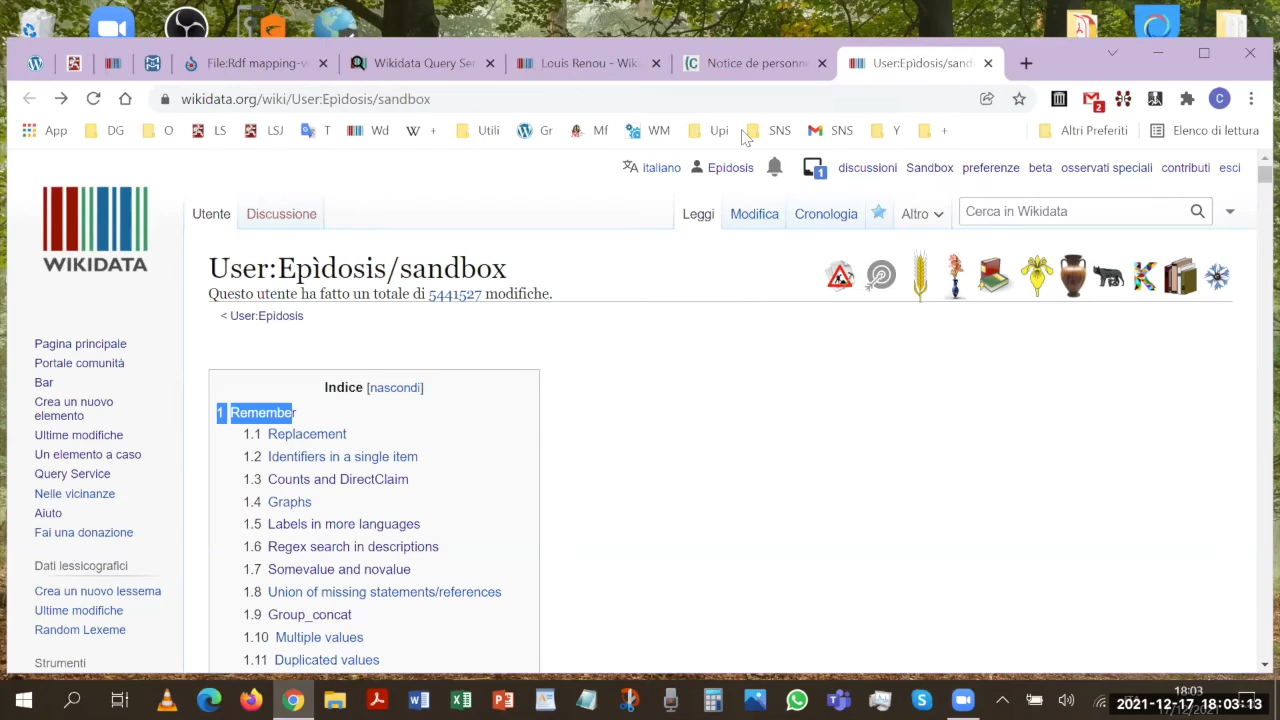 File:Rdf mapping-v
Wikidata Query Ser
Louis Renou - Wiki
Notice de personne
User:Epìdosis/sand
wikidata.org/wiki/User:Epìdosis/sandbox
2
C
App DG O LS LSJ T Wd + Utili Gr Mf WM Upi SNS SNS Y + Altri Preferiti Elenco di lettura
italiano Epìdosis 1 discussioni Sandbox preferenze beta osservati speciali contributi esci
Utente Discussione Leggi Modifica Cronologia Altro Cerca in Wikidata
WIKIDATA
User:Epìdosis/sandbox
Questo utente ha fatto un totale di 5441527 modifiche.
< User:Epìdosis
Pagina principale
Portale comunità
Bar
Crea un nuovo
elemento
Ultime modifiche
Un elemento a caso
Query Service
Nelle vicinanze
Aiuto
Fai una donazione
Dati lessicografici
Crea un nuovo lessema
Ultime modifiche
Random Lexeme
Strumenti
Indice [nascondi]
1 Remember
1.1 Replacement
1.2 Identifiers in a single item
1.3 Counts and DirectClaim
1.4 Graphs
1.5 Labels in more languages
1.6 Regex search in descriptions
1.7 Somevalue and novalue
1.8 Union of missing statements/references
1.9 Group_concat
1.10 Multiple values
1.11 Duplicated values
18:03
2021-12-17 18:03:13